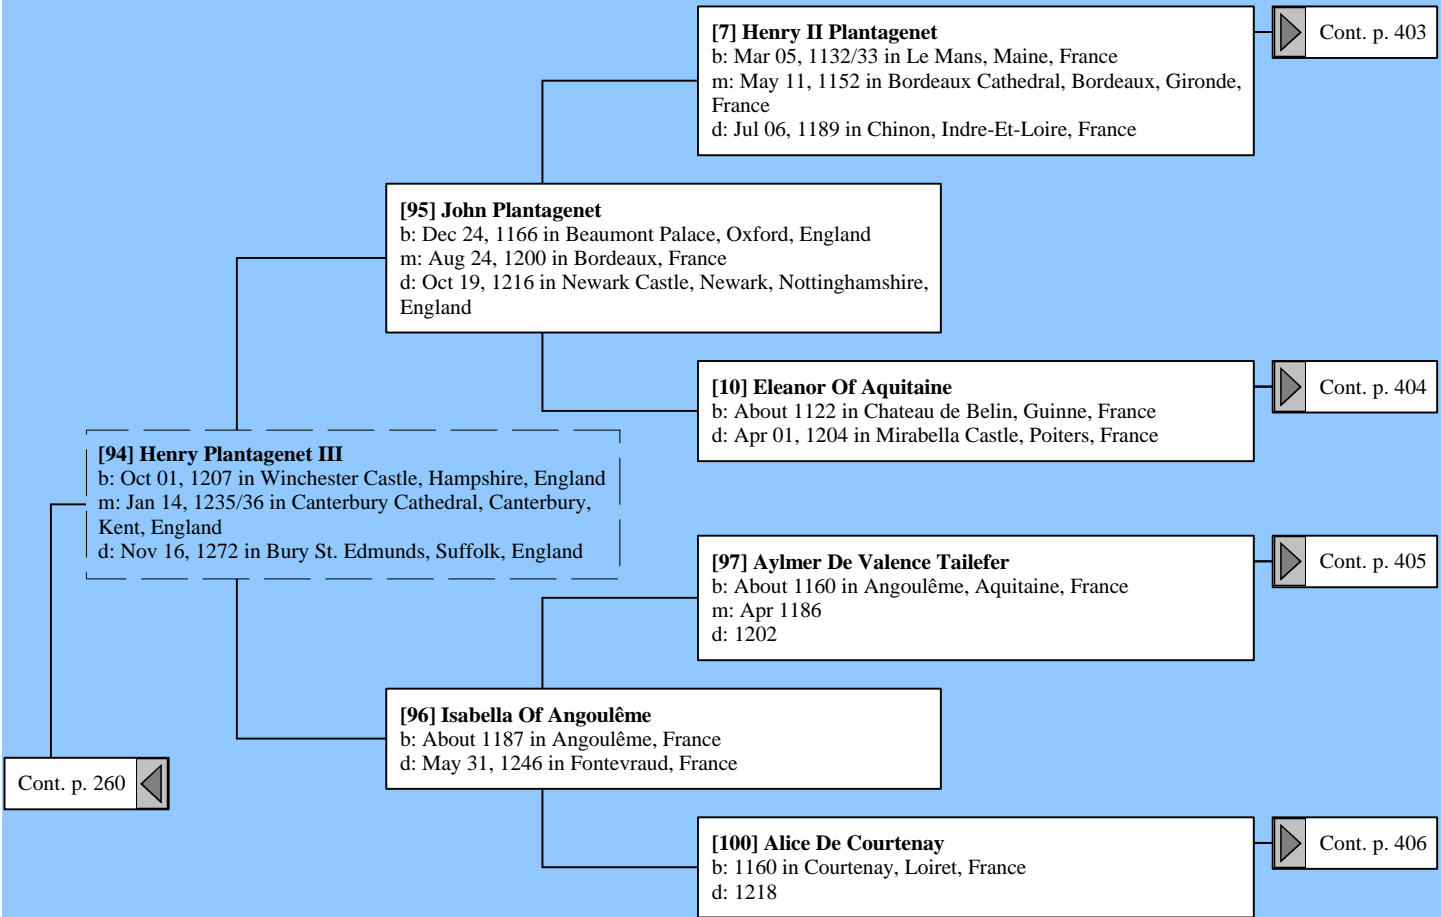 [7] Henry II Plantagenet
b: Mar 05, 1132/33 in Le Mans, Maine, France
m: May 11, 1152 in Bordeaux Cathedral, Bordeaux, Gironde,
France
d: Jul 06, 1189 in Chinon, Indre-Et-Loire, France
Cont. p. 403
[95] John Plantagenet
b: Dec 24, 1166 in Beaumont Palace, Oxford, England
m: Aug 24, 1200 in Bordeaux, France
d: Oct 19, 1216 in Newark Castle, Newark, Nottinghamshire,
England
[10] Eleanor Of Aquitaine
b: About 1122 in Chateau de Belin, Guinne, France
d: Apr 01, 1204 in Mirabella Castle, Poiters, France
Cont. p. 404
[94] Henry Plantagenet III
b: Oct 01, 1207 in Winchester Castle, Hampshire, England
m: Jan 14, 1235/36 in Canterbury Cathedral, Canterbury,
Kent, England
d: Nov 16, 1272 in Bury St. Edmunds, Suffolk, England
[97] Aylmer De Valence Tailefer
b: About 1160 in Angoulême, Aquitaine, France
m: Apr 1186
d: 1202
Cont. p. 405
[96] Isabella Of Angoulême
b: About 1187 in Angoulême, France
d: May 31, 1246 in Fontevraud, France
Cont. p. 260
[100] Alice De Courtenay
b: 1160 in Courtenay, Loiret, France
d: 1218
Cont. p. 406